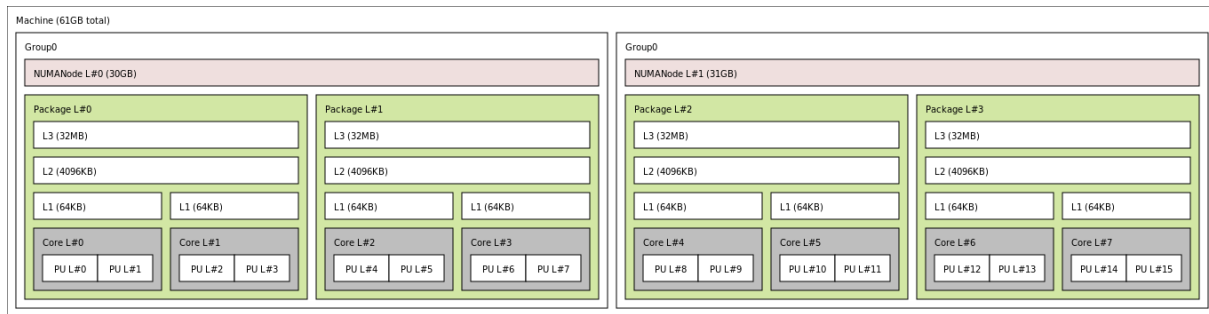 Machine (61GB total)
Group0
NUMANode L#0 (30GB)
Package L#0
L3 (32MB)
L2 (4096KB)
L1 (64KB)
L1 (64KB)
Core L#0
PU L#0
PU L#1
Core L#1
PU L#2
PU L#3
Package L#1
L3 (32MB)
L2 (4096KB)
L1 (64KB)
L1 (64KB)
Core L#2
PU L#4
PU L#5
Core L#3
PU L#6
PU L#7
Group0
NUMANode L#1 (31GB)
Package L#2
L3 (32MB)
L2 (4096KB)
L1 (64KB)
L1 (64KB)
Core L#4
PU L#8
PU L#9
Core L#5
PU L#10
PU L#11
Package L#3
L3 (32MB)
L2 (4096KB)
L1 (64KB)
L1 (64KB)
Core L#6
PU L#12
PU L#13
Core L#7
PU L#14
PU L#15